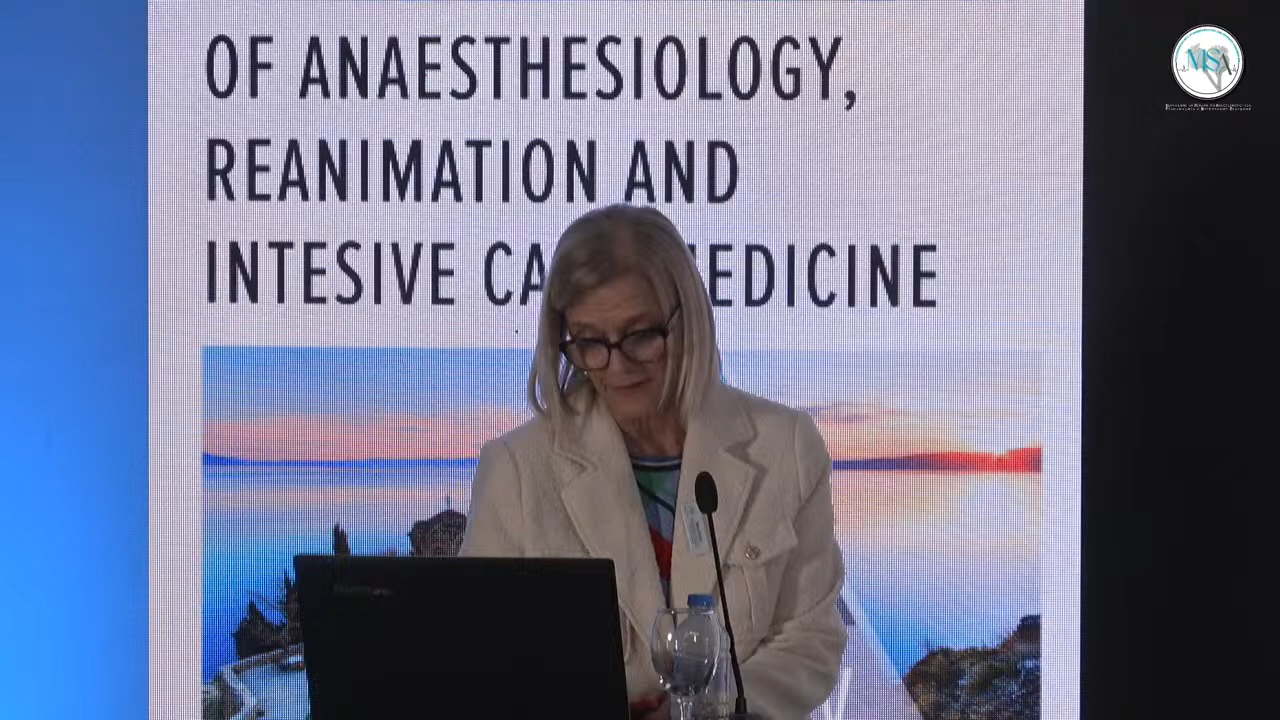 OF ANAESTHESIOLOGY,
REANIMATION AND
INTESIVE CA EDICINE
MSA